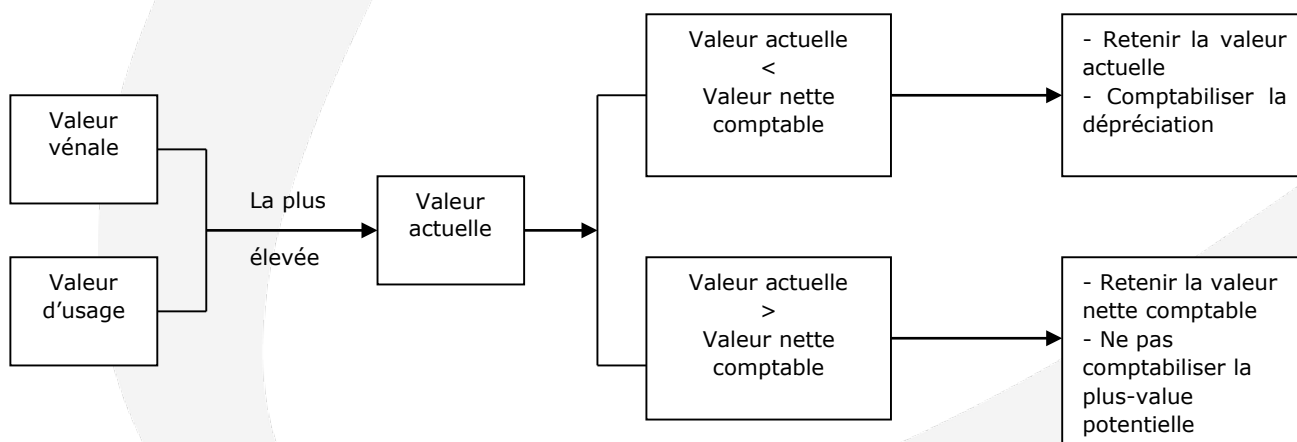 Valeur
vénale
Valeur
d'usage
La plus
élevée
Valeur
actuelle
Valeur actuelle
<
Valeur nette
comptable
- Retenir la valeur
actuelle
- Comptabiliser la
dépréciation
Valeur actuelle
>
Valeur nette
comptable
- Retenir la valeur
nette comptable
- Ne pas
comptabiliser la
plus-value
potentielle